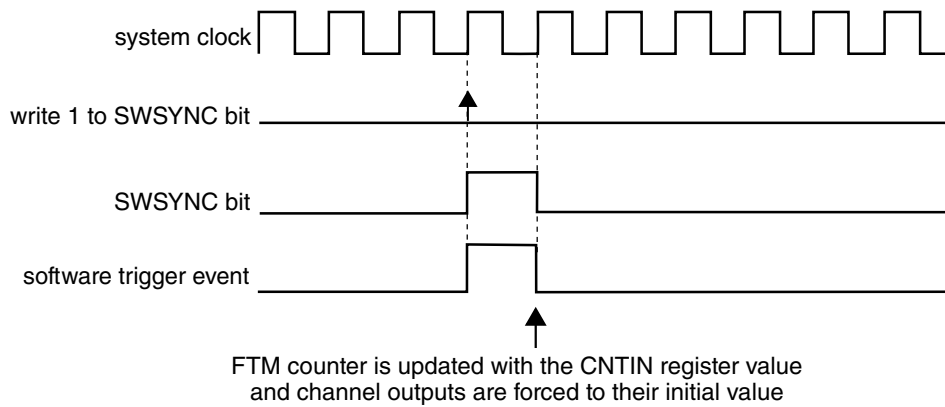 system clock
write 1 to SWSYNC bit
SWSYNC bit
software trigger event
FTM counter is updated with the CNTIN register value
and channel outputs are forced to their initial value